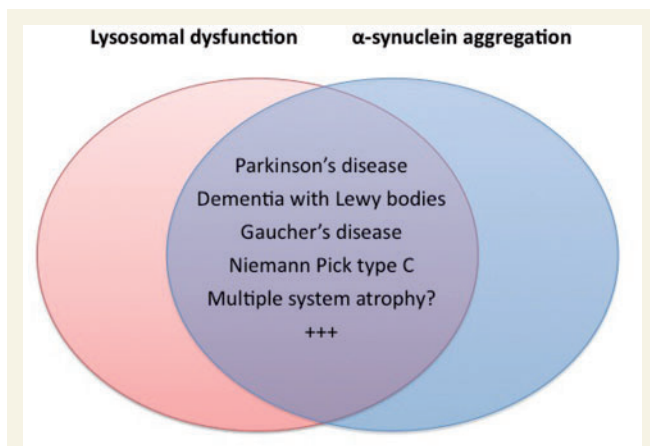 Lysosomal dysfunction α-synuclein aggregation
Parkinson’s disease
Dementia with Lewy bodies
Gaucher’s disease
Niemann Pick type C
Multiple system atrophy?
+++